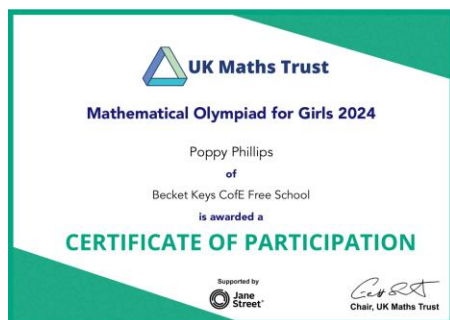 UK Maths Trust
Mathematical Olympiad for Girls 2024
Poppy Phillips
of
Becket Keys CofE Free School
is awarded a
CERTIFICATE OF PARTICIPATION
Supported by
Jane
Street
Chair, UK Maths Trust